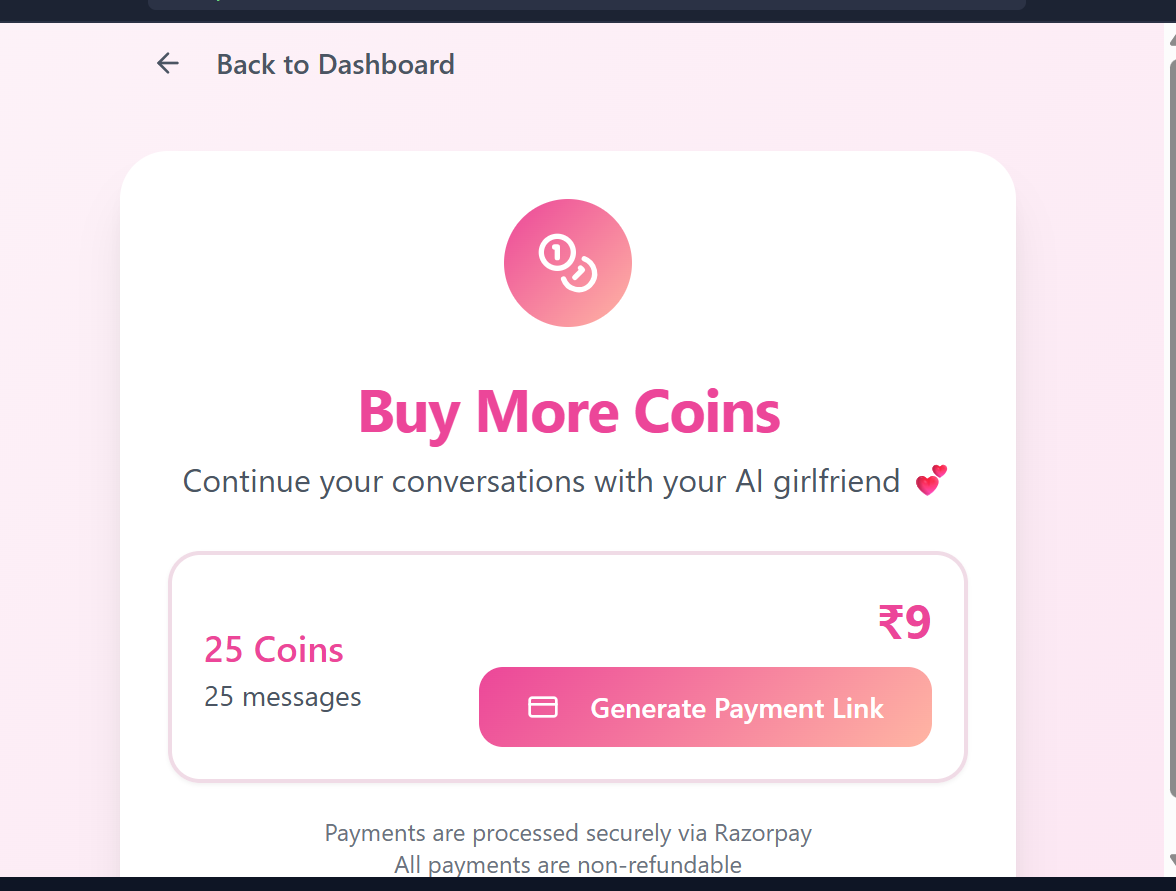 Back to Dashboard
Buy More Coins
Continue your conversations with your AI girlfriend 💕
₹9
25 Coins
25 messages
Generate Payment Link
Payments are processed securely via Razorpay
All payments are non-refundable